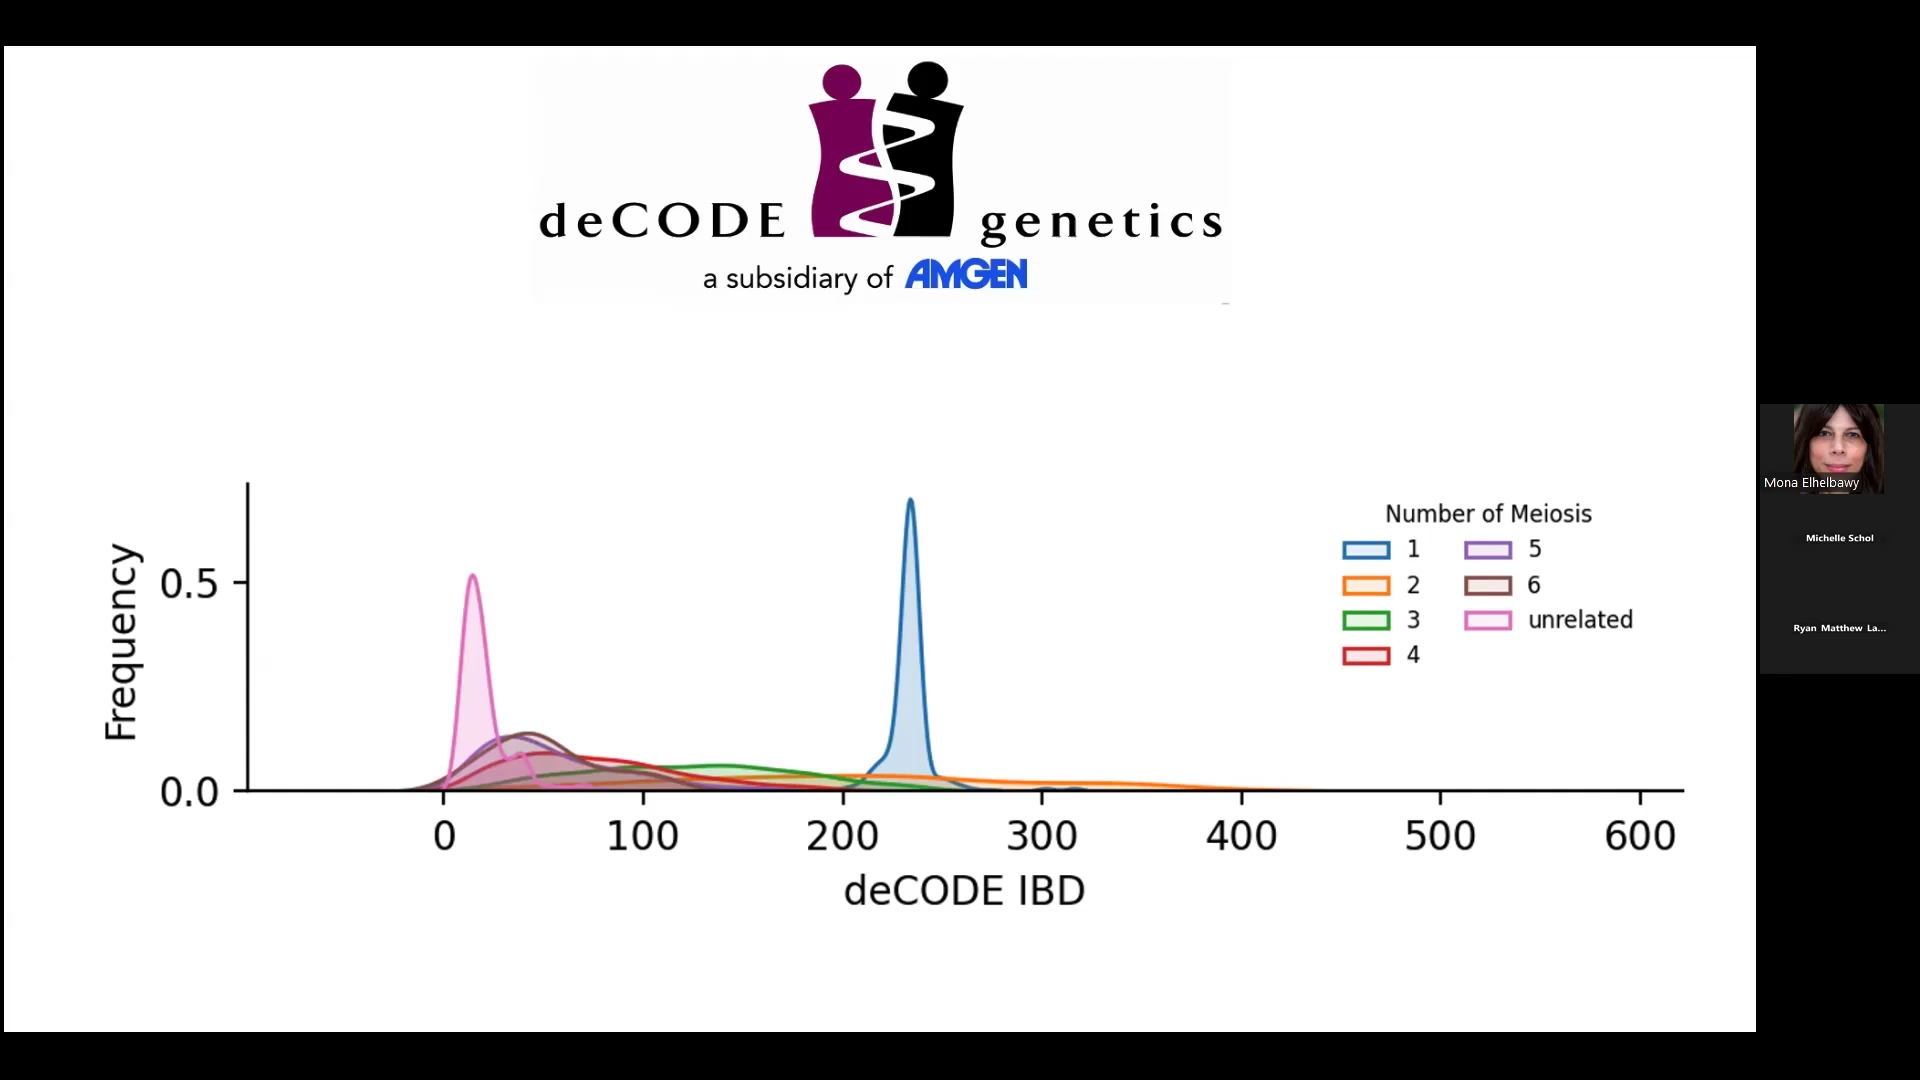 deCODE genetics
a subsidiary of AMGEN
Frequency
0.5
0.0
0 100 200 300 400 500 600
deCODE IBD
Number of Meiosis
1 5
2 6
3 unrelated
4
Mona Elhelbawy
Michelle Schol
Ryan Matthew La...